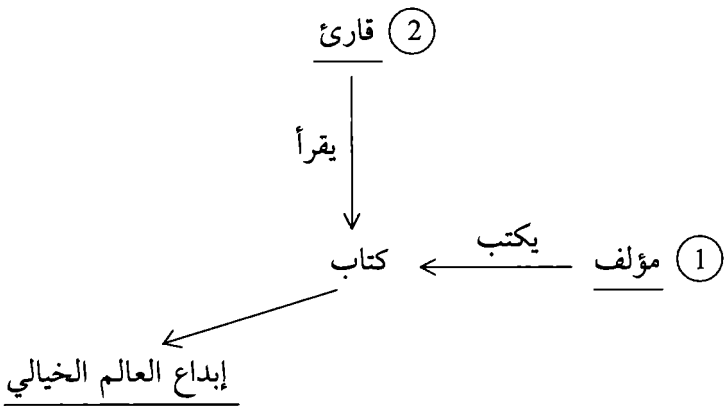 ② قارئ
يقرأ
① مؤلف
يكتب
كتاب
إبداع العالم الخيالي